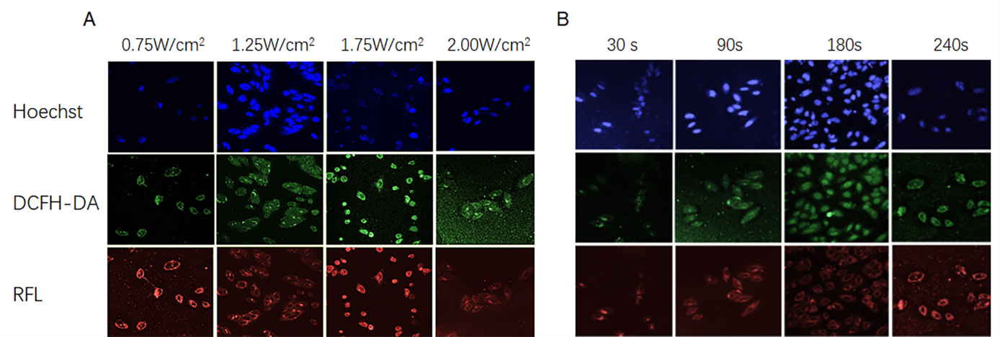 A
B
0.75W/cm² 1.25W/cm² 1.75W/cm² 2.00W/cm²
30 s 90s 180s 240s
Hoechst
DCFH-DA
RFL